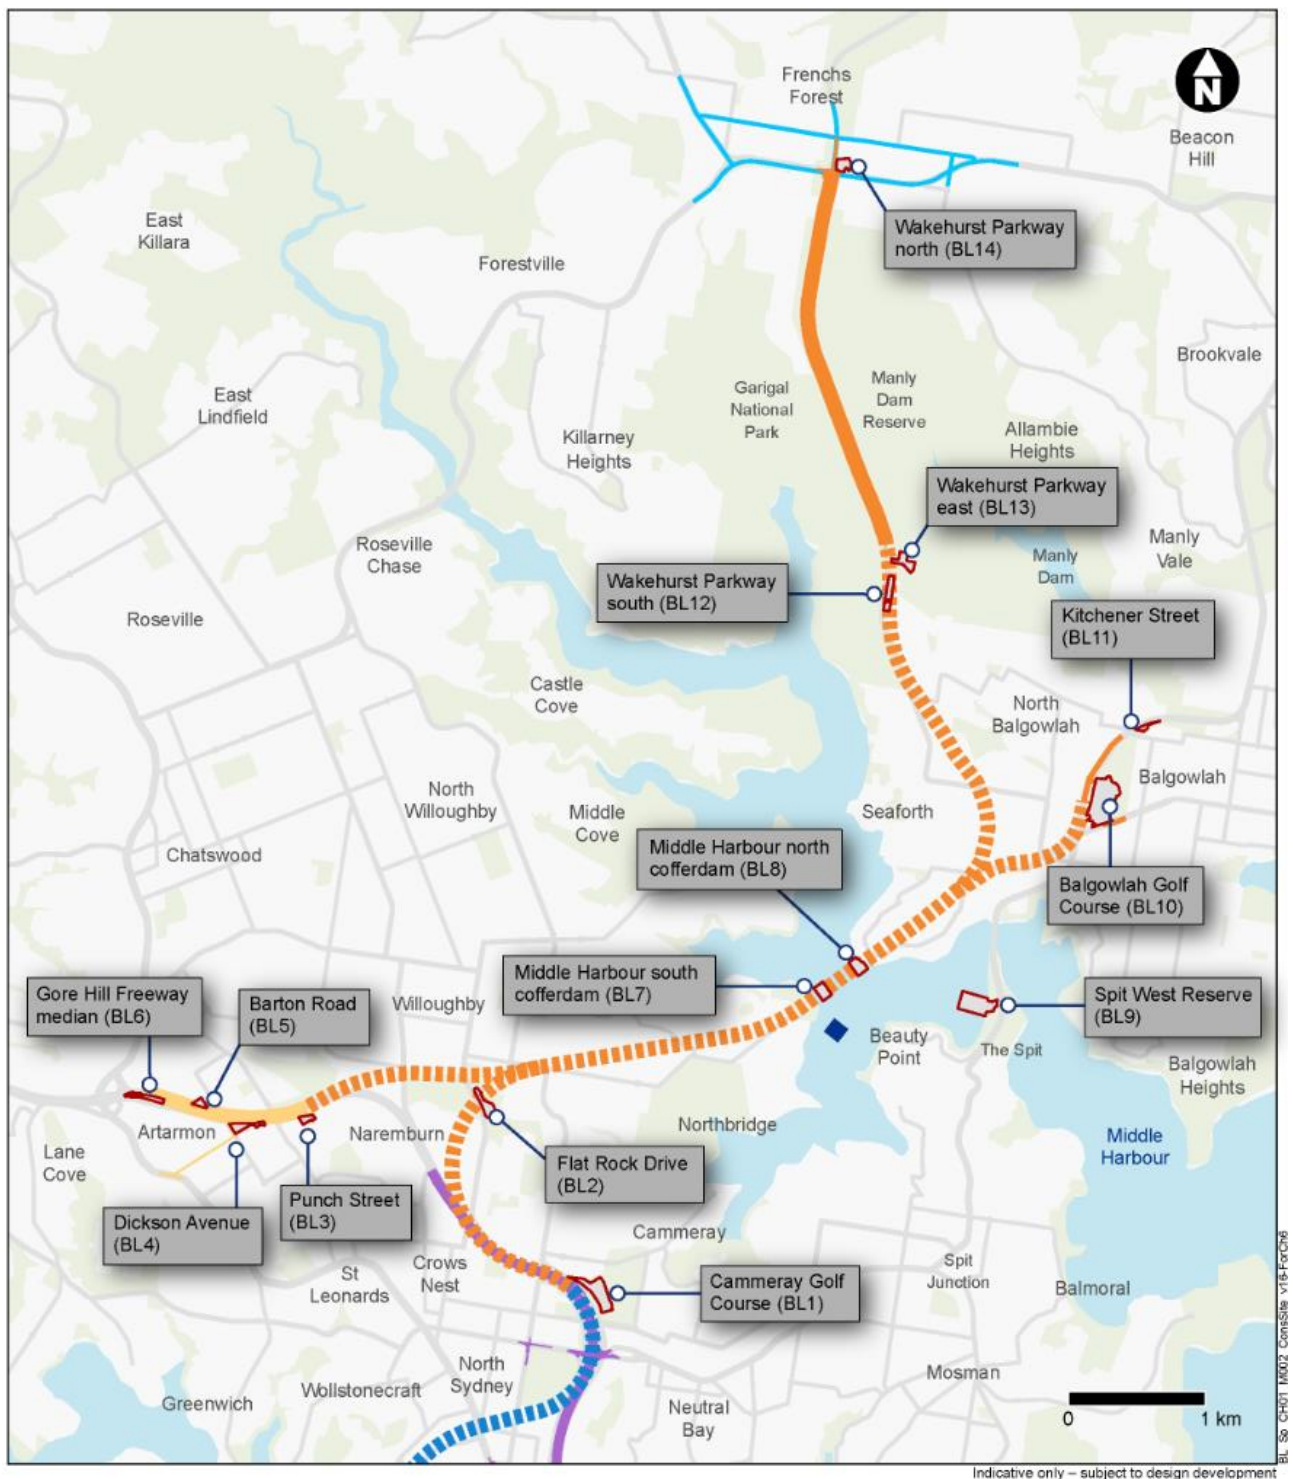 Frenchs
Forest
N
Beacon
Hill
Wakehurst Parkway
north (BL14)
East
Killara
Forestville
Brookvale
East
Lindfield
Garigal
National
Park
Manly
Dam
Reserve
Killarney
Heights
Allambie
Heights
Wakehurst Parkway
east (BL13)
Roseville
Chase
Manly
Vale
Manly
Dam
Wakehurst Parkway
south (BL12)
Kitchener Street
(BL11)
Roseville
Castle
Cove
North
Balgowlah
Balgowlah
North
Willoughby
Middle
Cove
Seaforth
Chatswood
Middle Harbour north
cofferdam (BL8)
Balgowlah Golf
Course (BL10)
Middle Harbour south
cofferdam (BL7)
Gore Hill Freeway
median (BL6)
Barton Road
(BL5)
Willoughby
Spit West Reserve
(BL9)
Beauty
Point
The Spit
Balgowlah
Heights
Artarmon
Naremburn
Northbridge
Middle
Harbour
Lane
Cove
Flat Rock Drive
(BL2)
Punch Street
(BL3)
Dickson Avenue
(BL4)
Cammeray
Crows
Nest
St
Leonards
Spit
Junction
Balmoral
Cammeray Golf
Course (BL1)
North
Sydney
Wollstonecraft
Greenwich
Mosman
Neutral
Bay
0 1 km
BL_Sp_CH01_M002_ConsSite_v16-ForCh6
Indicative only – subject to design development